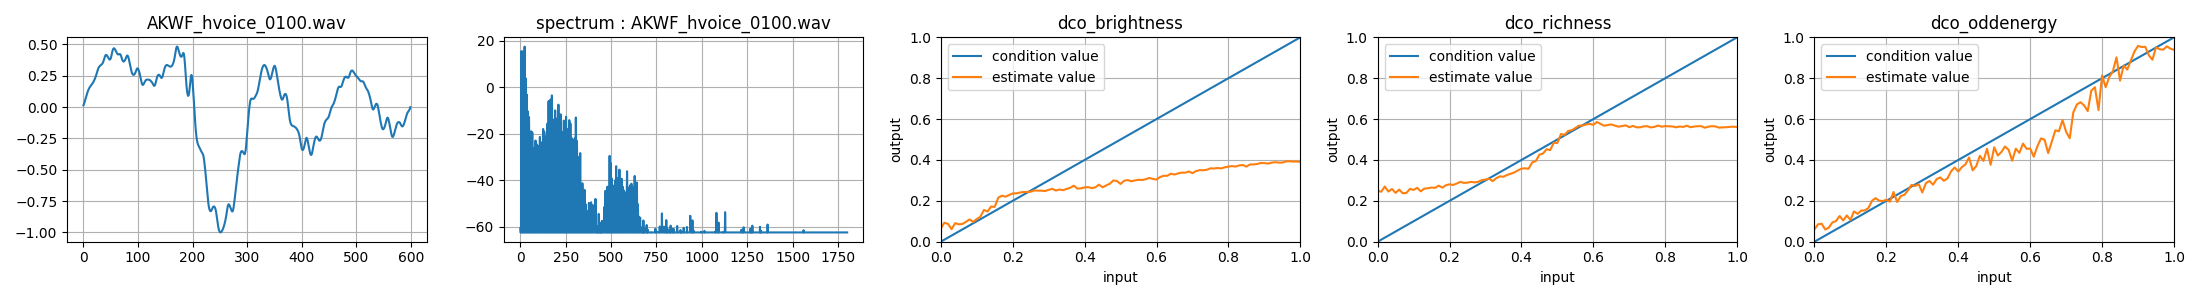 AKWF_hvoice_0100.wav
0.50
0.25
0.00
−0.25
−0.50
−0.75
−1.00
0 100 200 300 400 500 600
spectrum : AKWF_hvoice_0100.wav
20
0
−20
−40
−60
0 250 500 750 1000 1250 1500 1750
dco_brightness
condition value
estimate value
output
1.0
0.8
0.6
0.4
0.2
0.0
0.0 0.2 0.4 0.6 0.8 1.0
input
dco_richness
condition value
estimate value
output
1.0
0.8
0.6
0.4
0.2
0.0
0.0 0.2 0.4 0.6 0.8 1.0
input
dco_oddenergy
condition value
estimate value
output
1.0
0.8
0.6
0.4
0.2
0.0
0.0 0.2 0.4 0.6 0.8 1.0
input